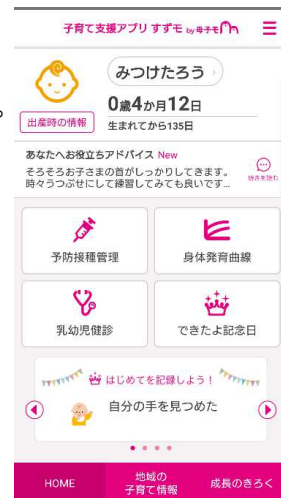 子育て支援アプリ すずモ by 母子モ
みつけたろう
0歳4か月12日
出産時の情報
生まれてから135日
。
あなたへお役立ちアドバイス New
そろそろお子さまの首がしっかりしてきます。
時々うつぶせにして練習してみても良いです…
続きを読む
予防接種管理
身体発育曲線
乳幼児健診
できたよ記念日
はじめてを記録しよう!
自分の手を見つめた
HOME
地域の
子育て情報
成長のきろく